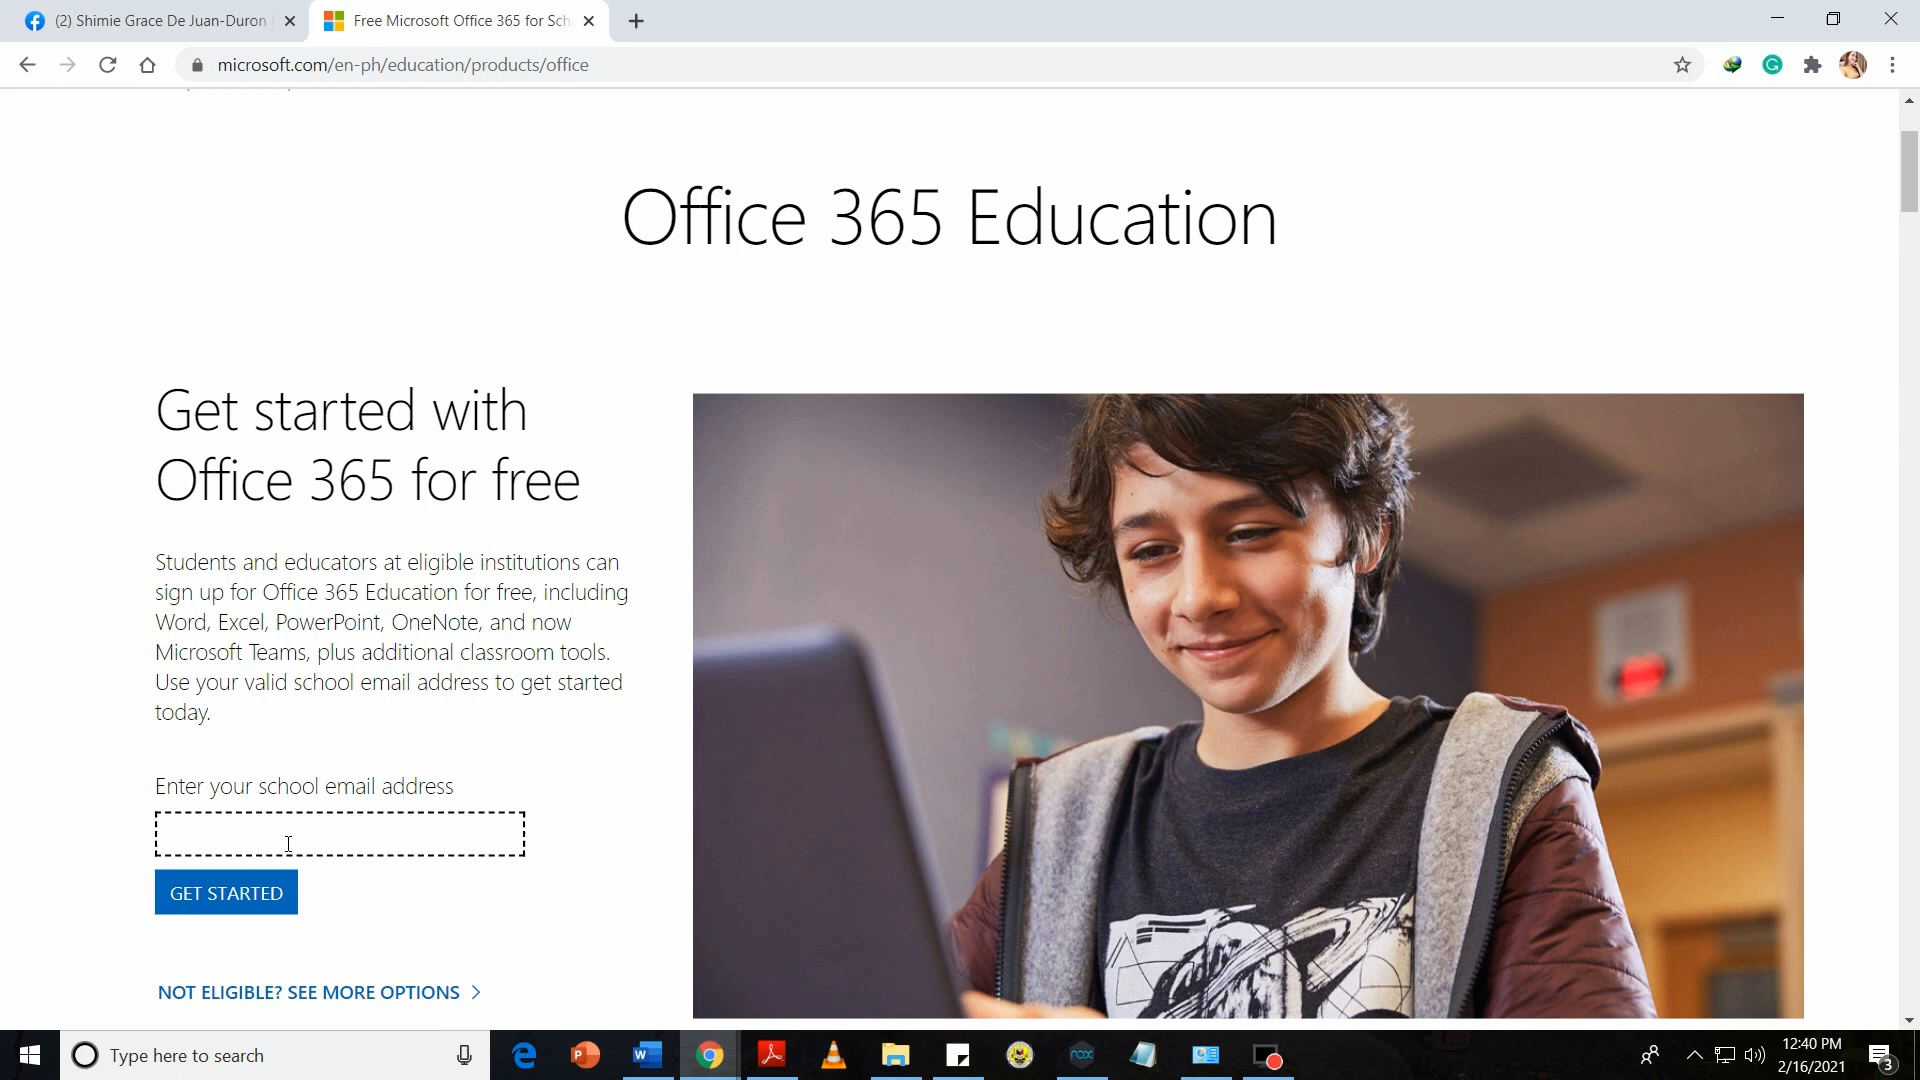 (2) Shimie Grace De Juan-Duron
Free Microsoft Office 365 for Sch
microsoft.com/en-ph/education/products/office
Office 365 Education
Get started with
Office 365 for free
Students and educators at eligible institutions can
sign up for Office 365 Education for free, including
Word, Excel, PowerPoint, OneNote, and now
Microsoft Teams, plus additional classroom tools.
Use your valid school email address to get started
today.
Enter your school email address
GET STARTED
NOT ELIGIBLE? SEE MORE OPTIONS
Type here to search
nox
12:40 PM
2/16/2021
3